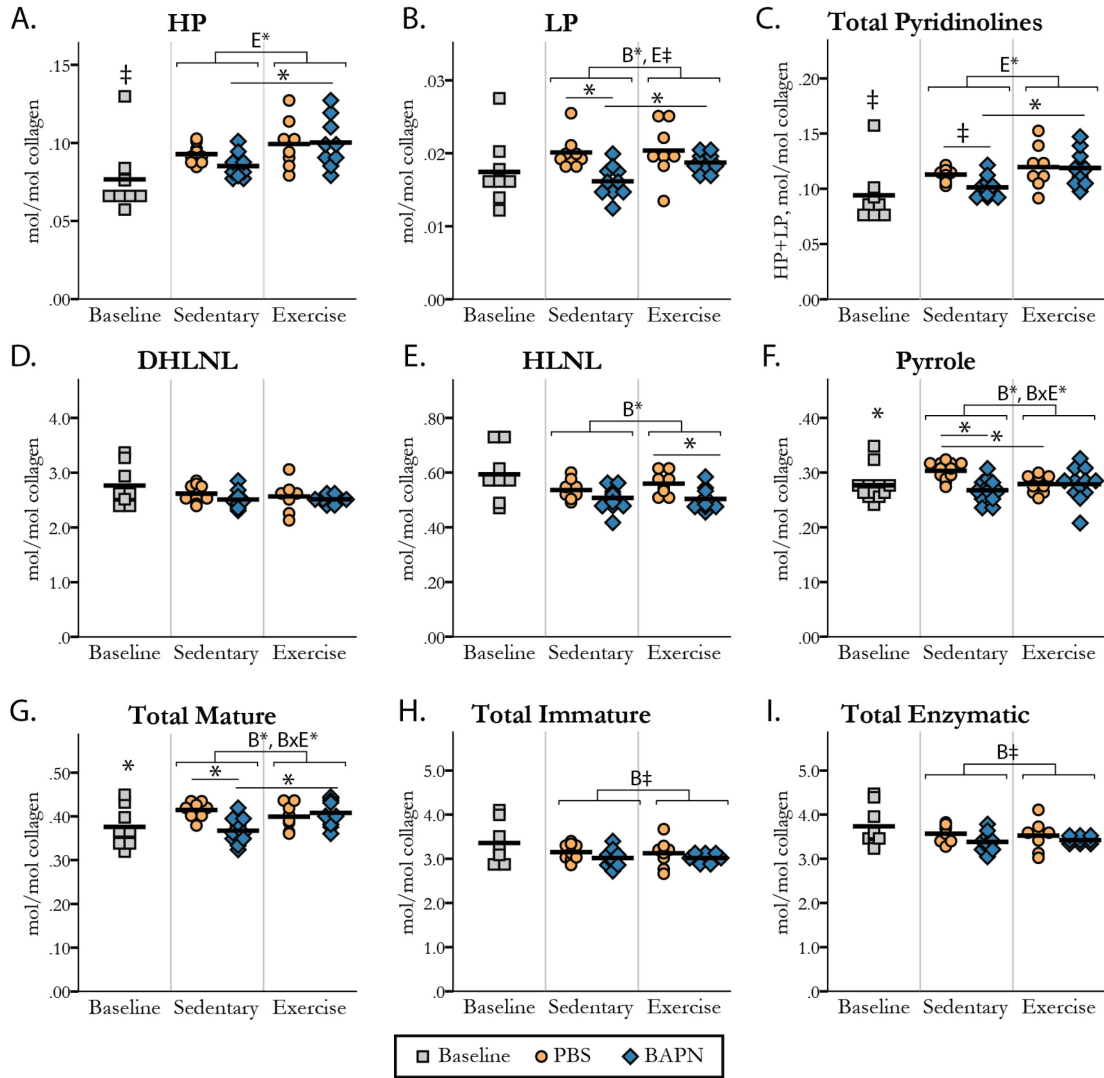 A. HP
E*
‡
*
.15
.10
.05
.00
mol/mol collagen
Baseline Sedentary Exercise
B. LP
B*, E‡
*
*
.03
.02
.01
.00
mol/mol collagen
Baseline Sedentary Exercise
C. Total Pyridinolines
E*
‡
*
‡
.20
.15
.10
.05
.00
HP+LP, mol/mol collagen
Baseline Sedentary Exercise
D. DHLNL
4.0
3.0
2.0
1.0
.0
mol/mol collagen
Baseline Sedentary Exercise
E. HLNL
B*
*
.80
.60
.40
.20
.00
mol/mol collagen
Baseline Sedentary Exercise
F. Pyrrole
B*, BxE*
*
*
*
.40
.30
.20
.10
.00
mol/mol collagen
Baseline Sedentary Exercise
G. Total Mature
B*, BxE*
*
*
*
.50
.40
.30
.20
.10
.00
mol/mol collagen
Baseline Sedentary Exercise
H. Total Immature
B‡
5.0
4.0
3.0
2.0
1.0
.0
mol/mol collagen
Baseline Sedentary Exercise
I. Total Enzymatic
B‡
5.0
4.0
3.0
2.0
1.0
.0
mol/mol collagen
Baseline Sedentary Exercise
Baseline PBS BAPN